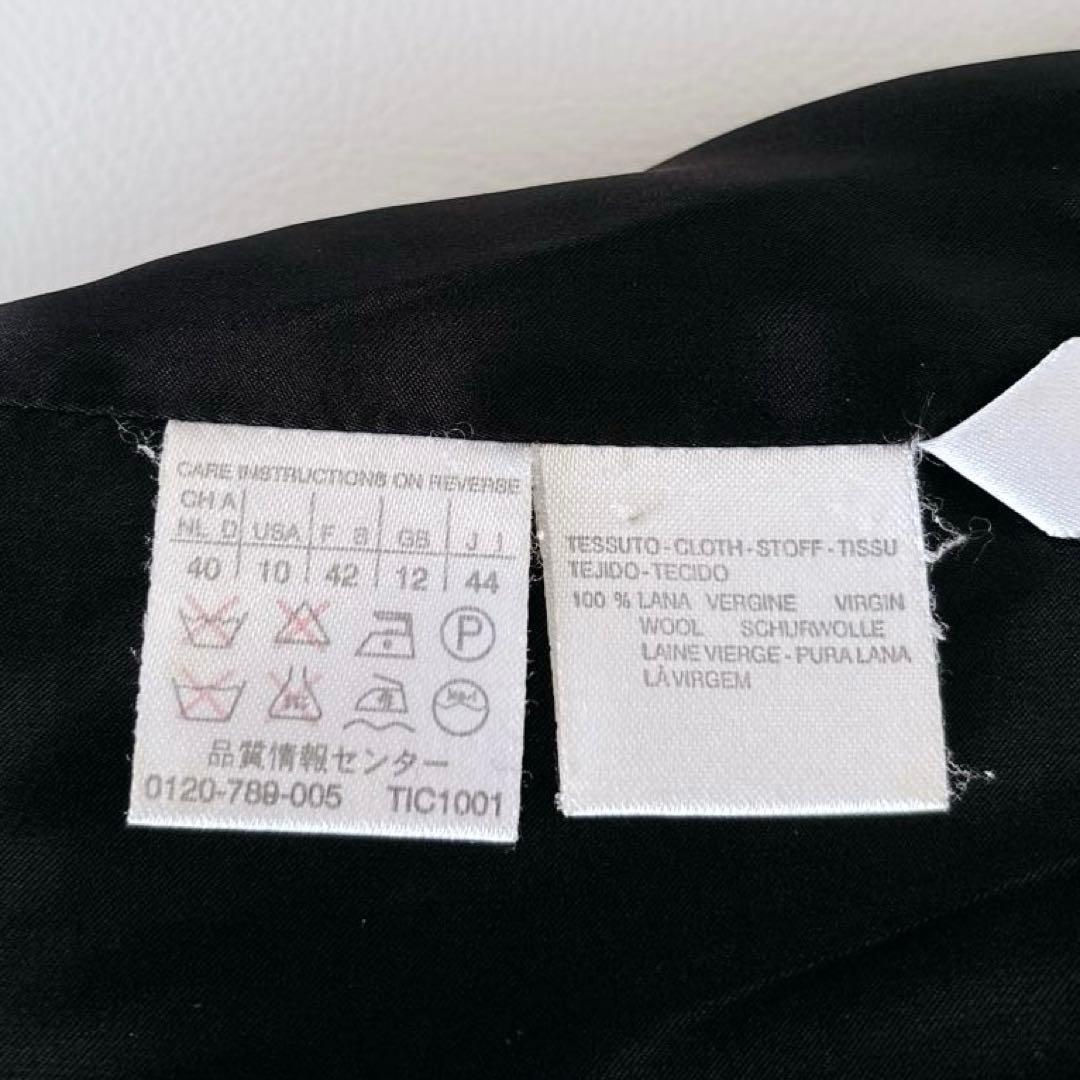 CARE INSTRUCTIONS ON REVERSE
CH A
NL D USA F B GB J I
40 10 42 12 44
P
品質情報センター
0120-789-005 TIC1001
TESSUTO-CLOTH-STOFF-TISSU
TEJIDO-TECIDO
100 % LANA VERGINE VIRGIN
WOOL SCHURWOLLE
LAINE VIERGE-PURA LANA
LÀ VIRGEM